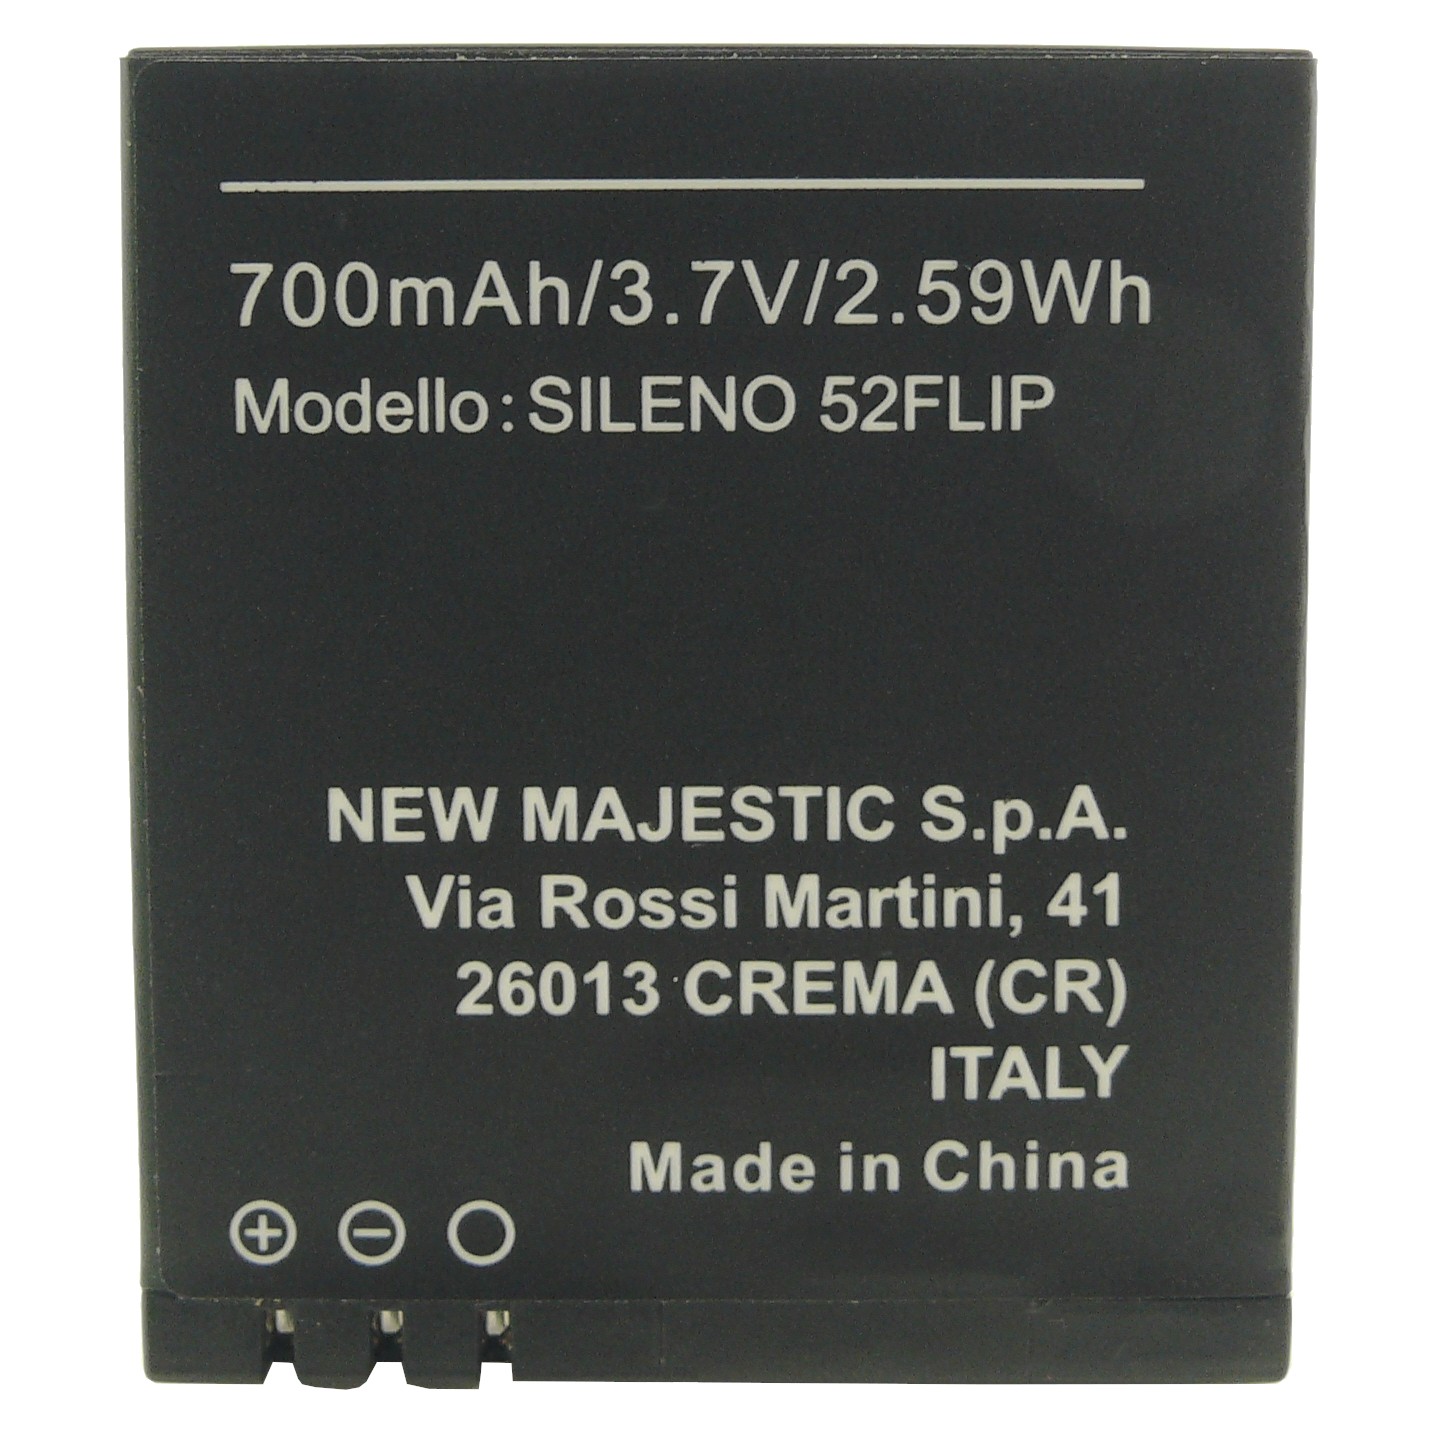 700mAh/3.7V/2.59Wh
Modello: SILENO 52FLIP
NEW MAJESTIC S.p.A.
Via Rossi Martini, 41
26013 CREMA (CR)
ITALY
Made in China
+ −